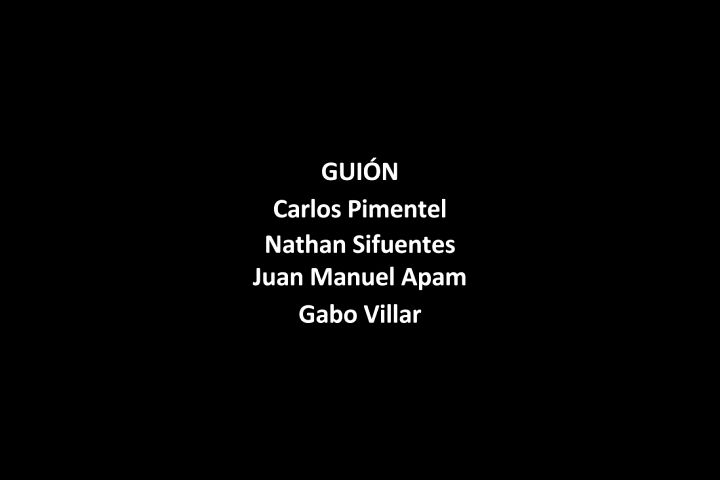 GUIÓN
Carlos Pimentel
Nathan Sifuentes
Juan Manuel Apam
Gabo Villar